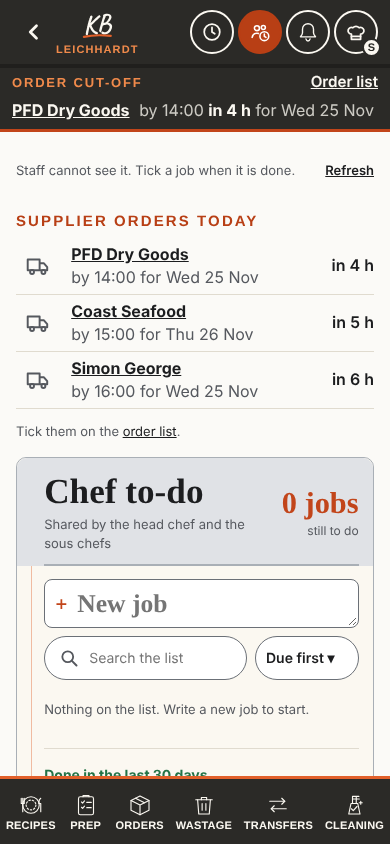 KB
LEICHHARDT
S
ORDER CUT-OFF
Order list
PFD Dry Goods by 14:00 in 4 h for Wed 25 Nov
Staff cannot see it. Tick a job when it is done.
Refresh
SUPPLIER ORDERS TODAY
PFD Dry Goods
by 14:00 for Wed 25 Nov
in 4 h
Coast Seafood
by 15:00 for Thu 26 Nov
in 5 h
Simon George
by 16:00 for Wed 25 Nov
in 6 h
Tick them on the order list.
Chef to-do
Shared by the head chef and the
sous chefs
0 jobs
still to do
+ New job
Search the list
Due first ▾
Nothing on the list. Write a new job to start.
Done in the last 30 days
RECIPES
PREP
ORDERS
WASTAGE
TRANSFERS
CLEANING